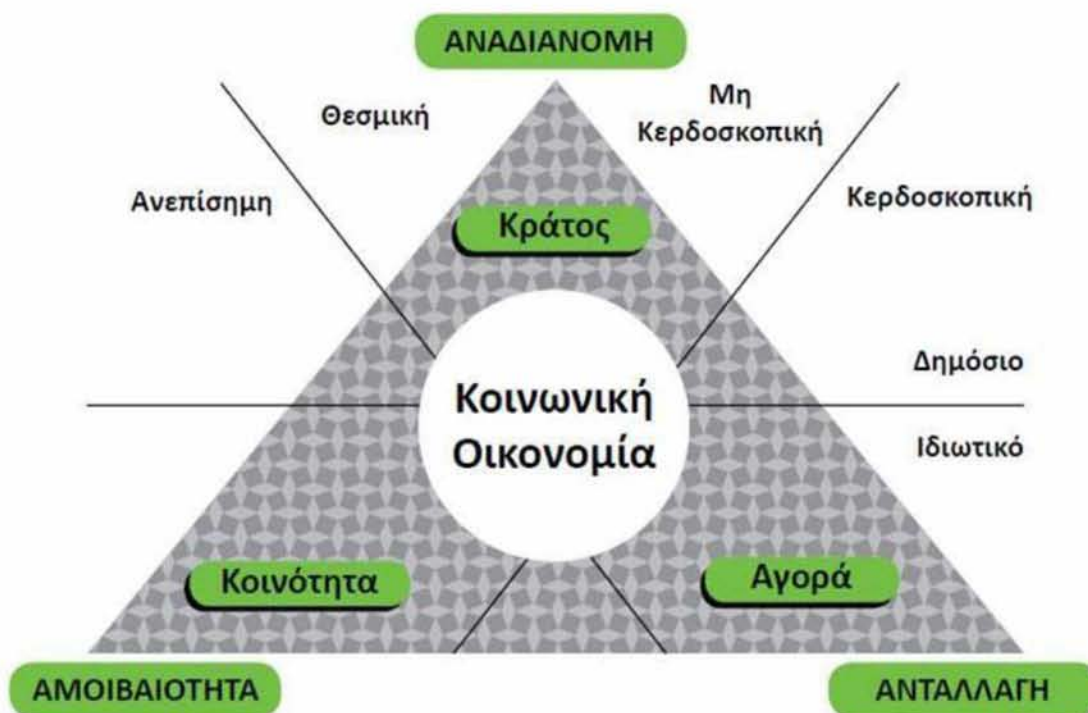 ΑΝΑΔΙΑΝΟΜΗ
Θεσμική
Μη
Κερδοσκοπική
Ανεπίσημη
Κερδοσκοπική
Κράτος
Δημόσιο
Κοινωνική
Οικονομία
Ιδιωτικό
Κοινότητα
Αγορά
ΑΜΟΙΒΑΙΟΤΗΤΑ
ΑΝΤΑΛΛΑΓΗ